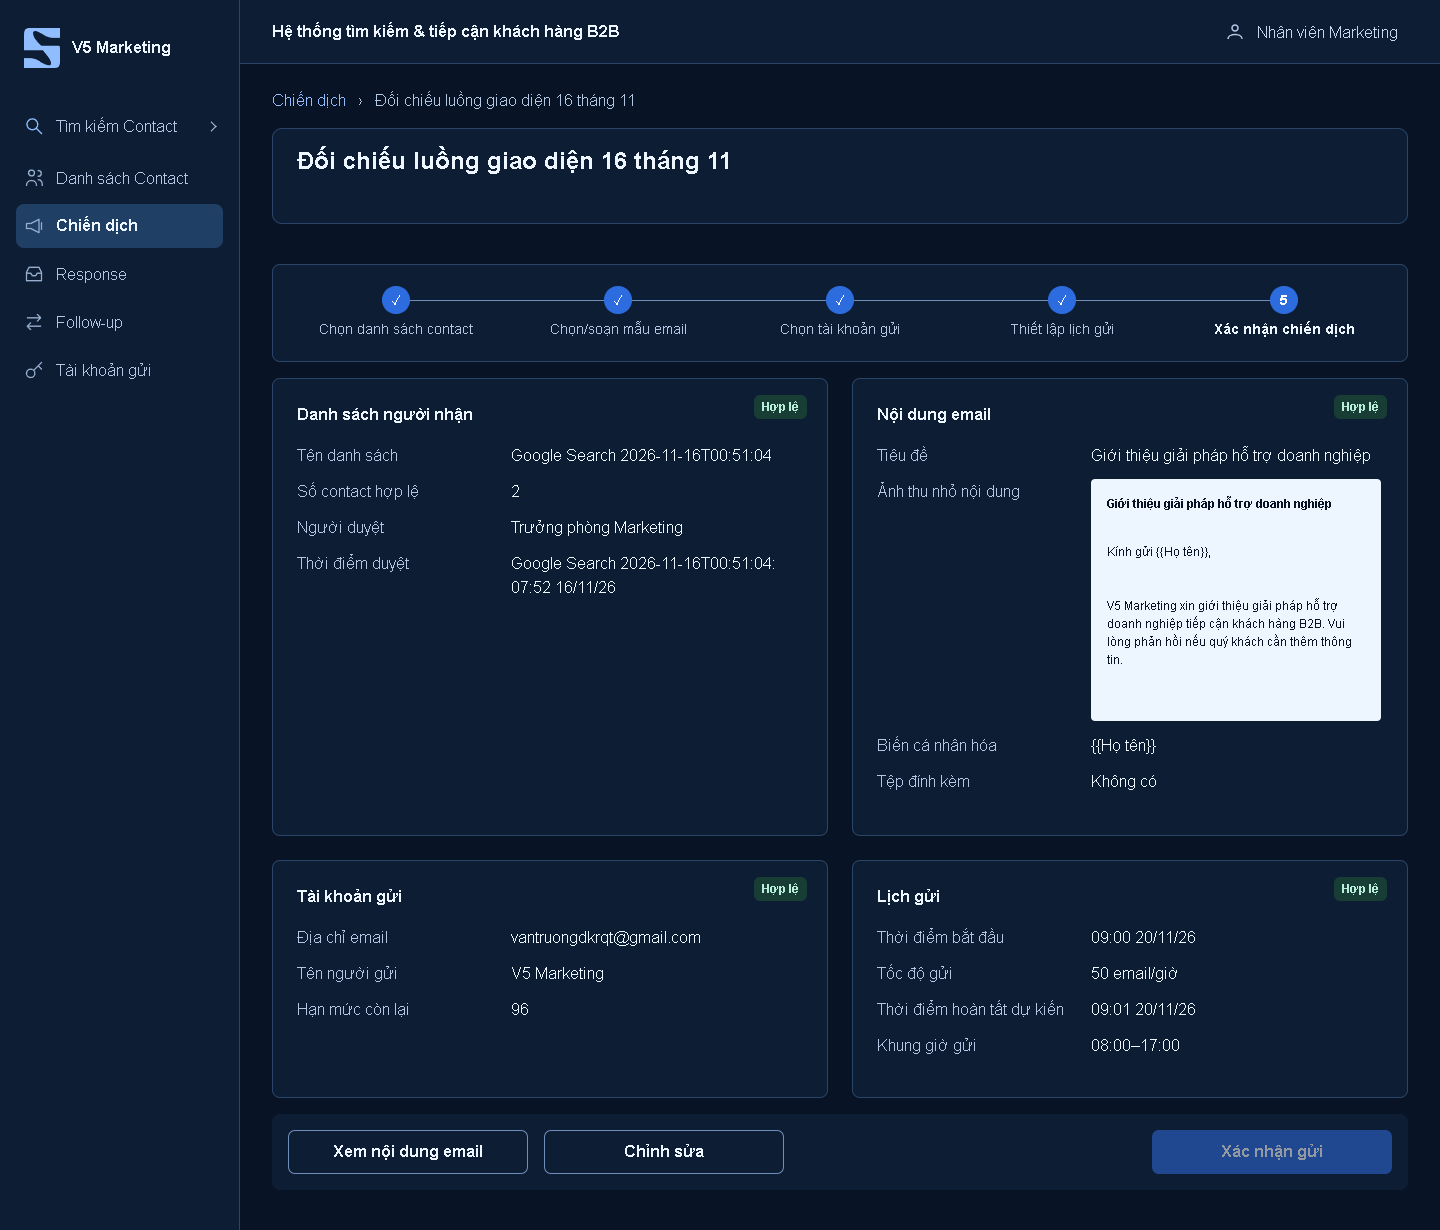 V5 Marketing
Tìm kiếm Contact
Danh sách Contact
Chiến dịch
Response
Follow-up
Tài khoản gửi
Hệ thống tìm kiếm & tiếp cận khách hàng B2B
Nhân viên Marketing
Chiến dịch › Đối chiếu luồng giao diện 16 tháng 11
Đối chiếu luồng giao diện 16 tháng 11
✓ ✓ ✓ ✓ 5
Chọn danh sách contact Chọn/soạn mẫu email Chọn tài khoản gửi Thiết lập lịch gửi Xác nhận chiến dịch
Danh sách người nhận
Hợp lệ
Tên danh sách Google Search 2026-11-16T00:51:04
Số contact hợp lệ 2
Người duyệt Trưởng phòng Marketing
Thời điểm duyệt Google Search 2026-11-16T00:51:04:
07:52 16/11/26
Nội dung email
Hợp lệ
Tiêu đề Giới thiệu giải pháp hỗ trợ doanh nghiệp
Ảnh thu nhỏ nội dung
Giới thiệu giải pháp hỗ trợ doanh nghiệp
Kính gửi {{Họ tên}},
V5 Marketing xin giới thiệu giải pháp hỗ trợ
doanh nghiệp tiếp cận khách hàng B2B. Vui
lòng phản hồi nếu quý khách cần thêm thông
tin.
Biến cá nhân hóa {{Họ tên}}
Tệp đính kèm Không có
Tài khoản gửi
Hợp lệ
Địa chỉ email vantruongdkrqt@gmail.com
Tên người gửi V5 Marketing
Hạn mức còn lại 96
Lịch gửi
Hợp lệ
Thời điểm bắt đầu 09:00 20/11/26
Tốc độ gửi 50 email/giờ
Thời điểm hoàn tất dự kiến 09:01 20/11/26
Khung giờ gửi 08:00–17:00
Xem nội dung email
Chỉnh sửa
Xác nhận gửi